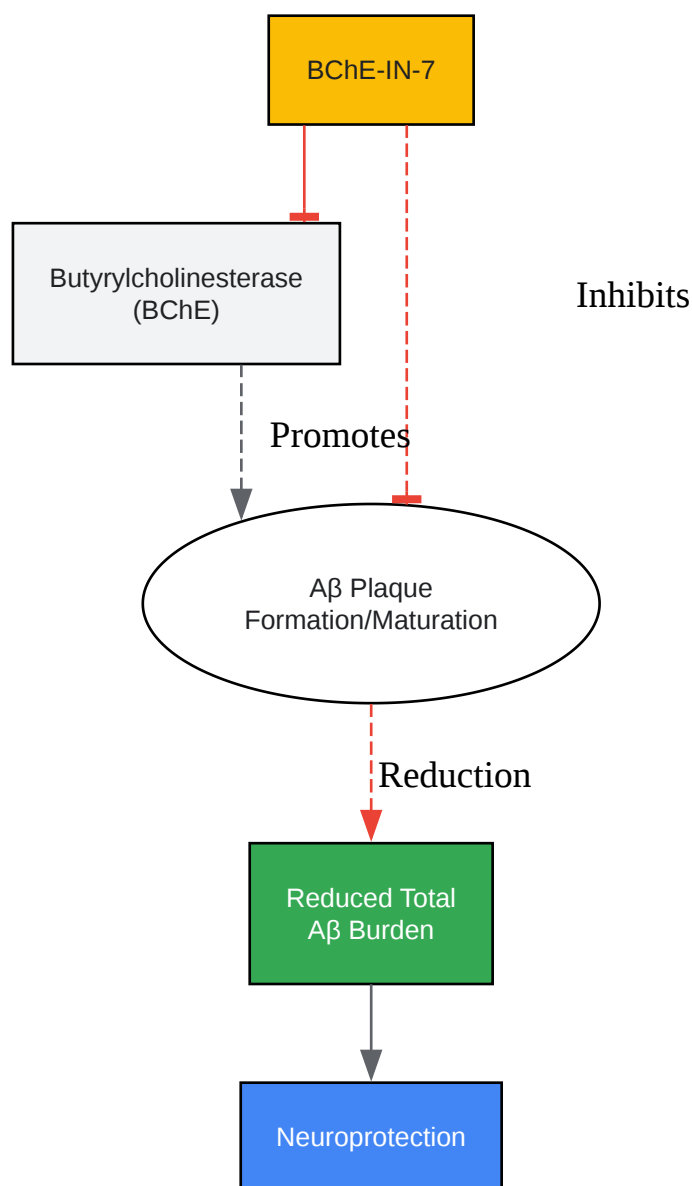 BChE-IN-7
Butyrylcholinesterase
(BChE)
Inhibits
Promotes
Aβ Plaque
Formation/Maturation
Reduction
Reduced Total
Aβ Burden
Neuroprotection